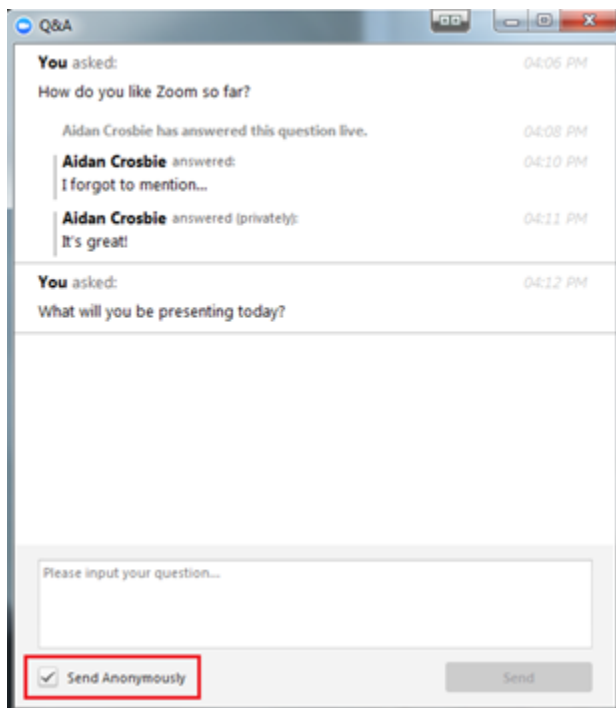 Q&A
You asked: 04:06 PM
How do you like Zoom so far?
Aidan Crosbie has answered this question live. 04:08 PM
Aidan Crosbie answered: 04:10 PM
I forgot to mention...
Aidan Crosbie answered (privately): 04:11 PM
It's great!
You asked: 04:12 PM
What will you be presenting today?
Please input your question...
Send Anonymously Send